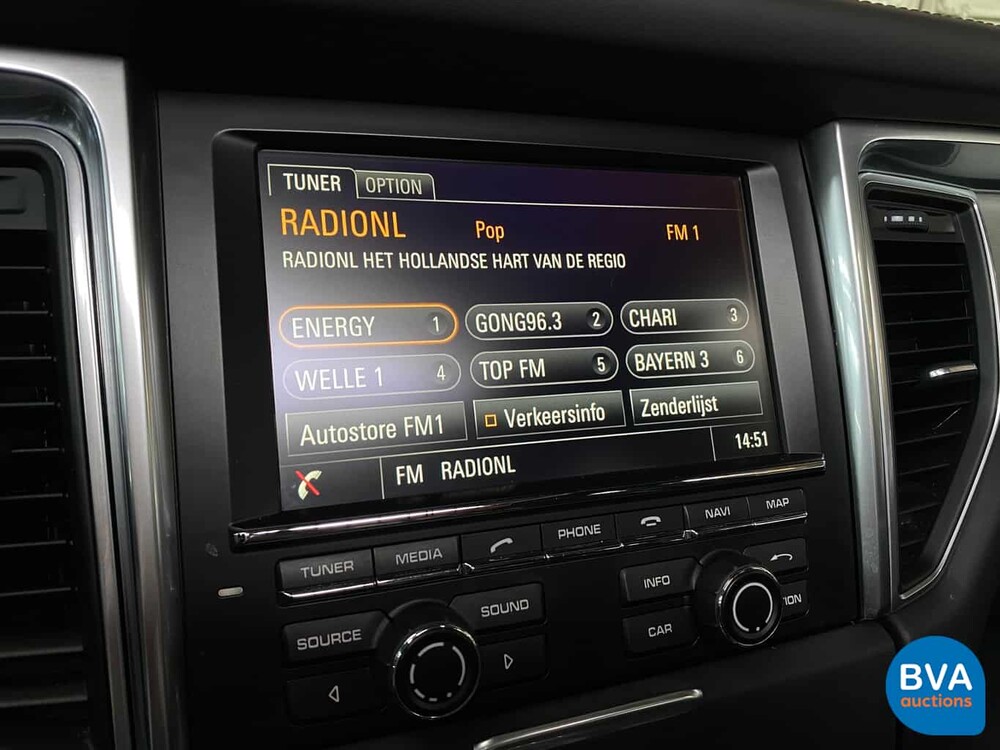 TUNER OPTION
RADIONL Pop FM 1
RADIONL HET HOLLANDSE HART VAN DE REGIO
ENERGY 1 GONG96.3 2 CHARI 3
WELLE 1 4 TOP FM 5 BAYERN 3 6
Autostore FM1 Verkeersinfo Zenderlijst
FM RADIONL 14:51
TUNER MEDIA PHONE NAVI MAP
SOURCE SOUND INFO
CAR
BVA
auctions